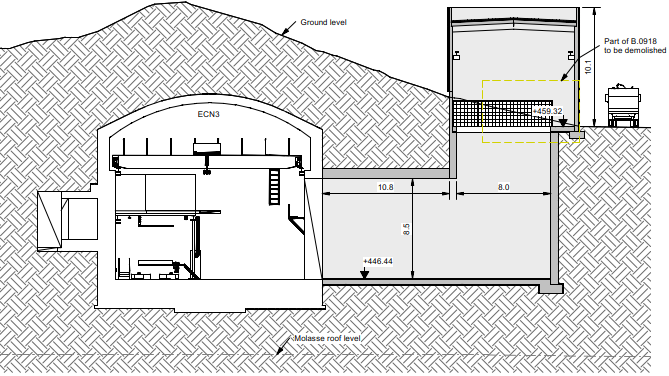 Ground level
Part of B.0918
to be demolished
10.1
+459.32
ECN3
10.8
8.0
8.5
+446.44
Molasse roof level